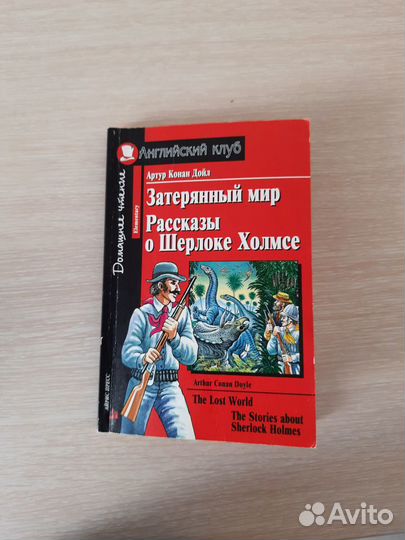 Английский клуб
Домашнее чтение
Elementary
Артур Конан Дойл
Затерянный мир
Рассказы
о Шерлоке Холмсе
Arthur Conan Doyle
The Lost World
The Stories about
Sherlock Holmes
АЙРИС ПРЕСС
Avito